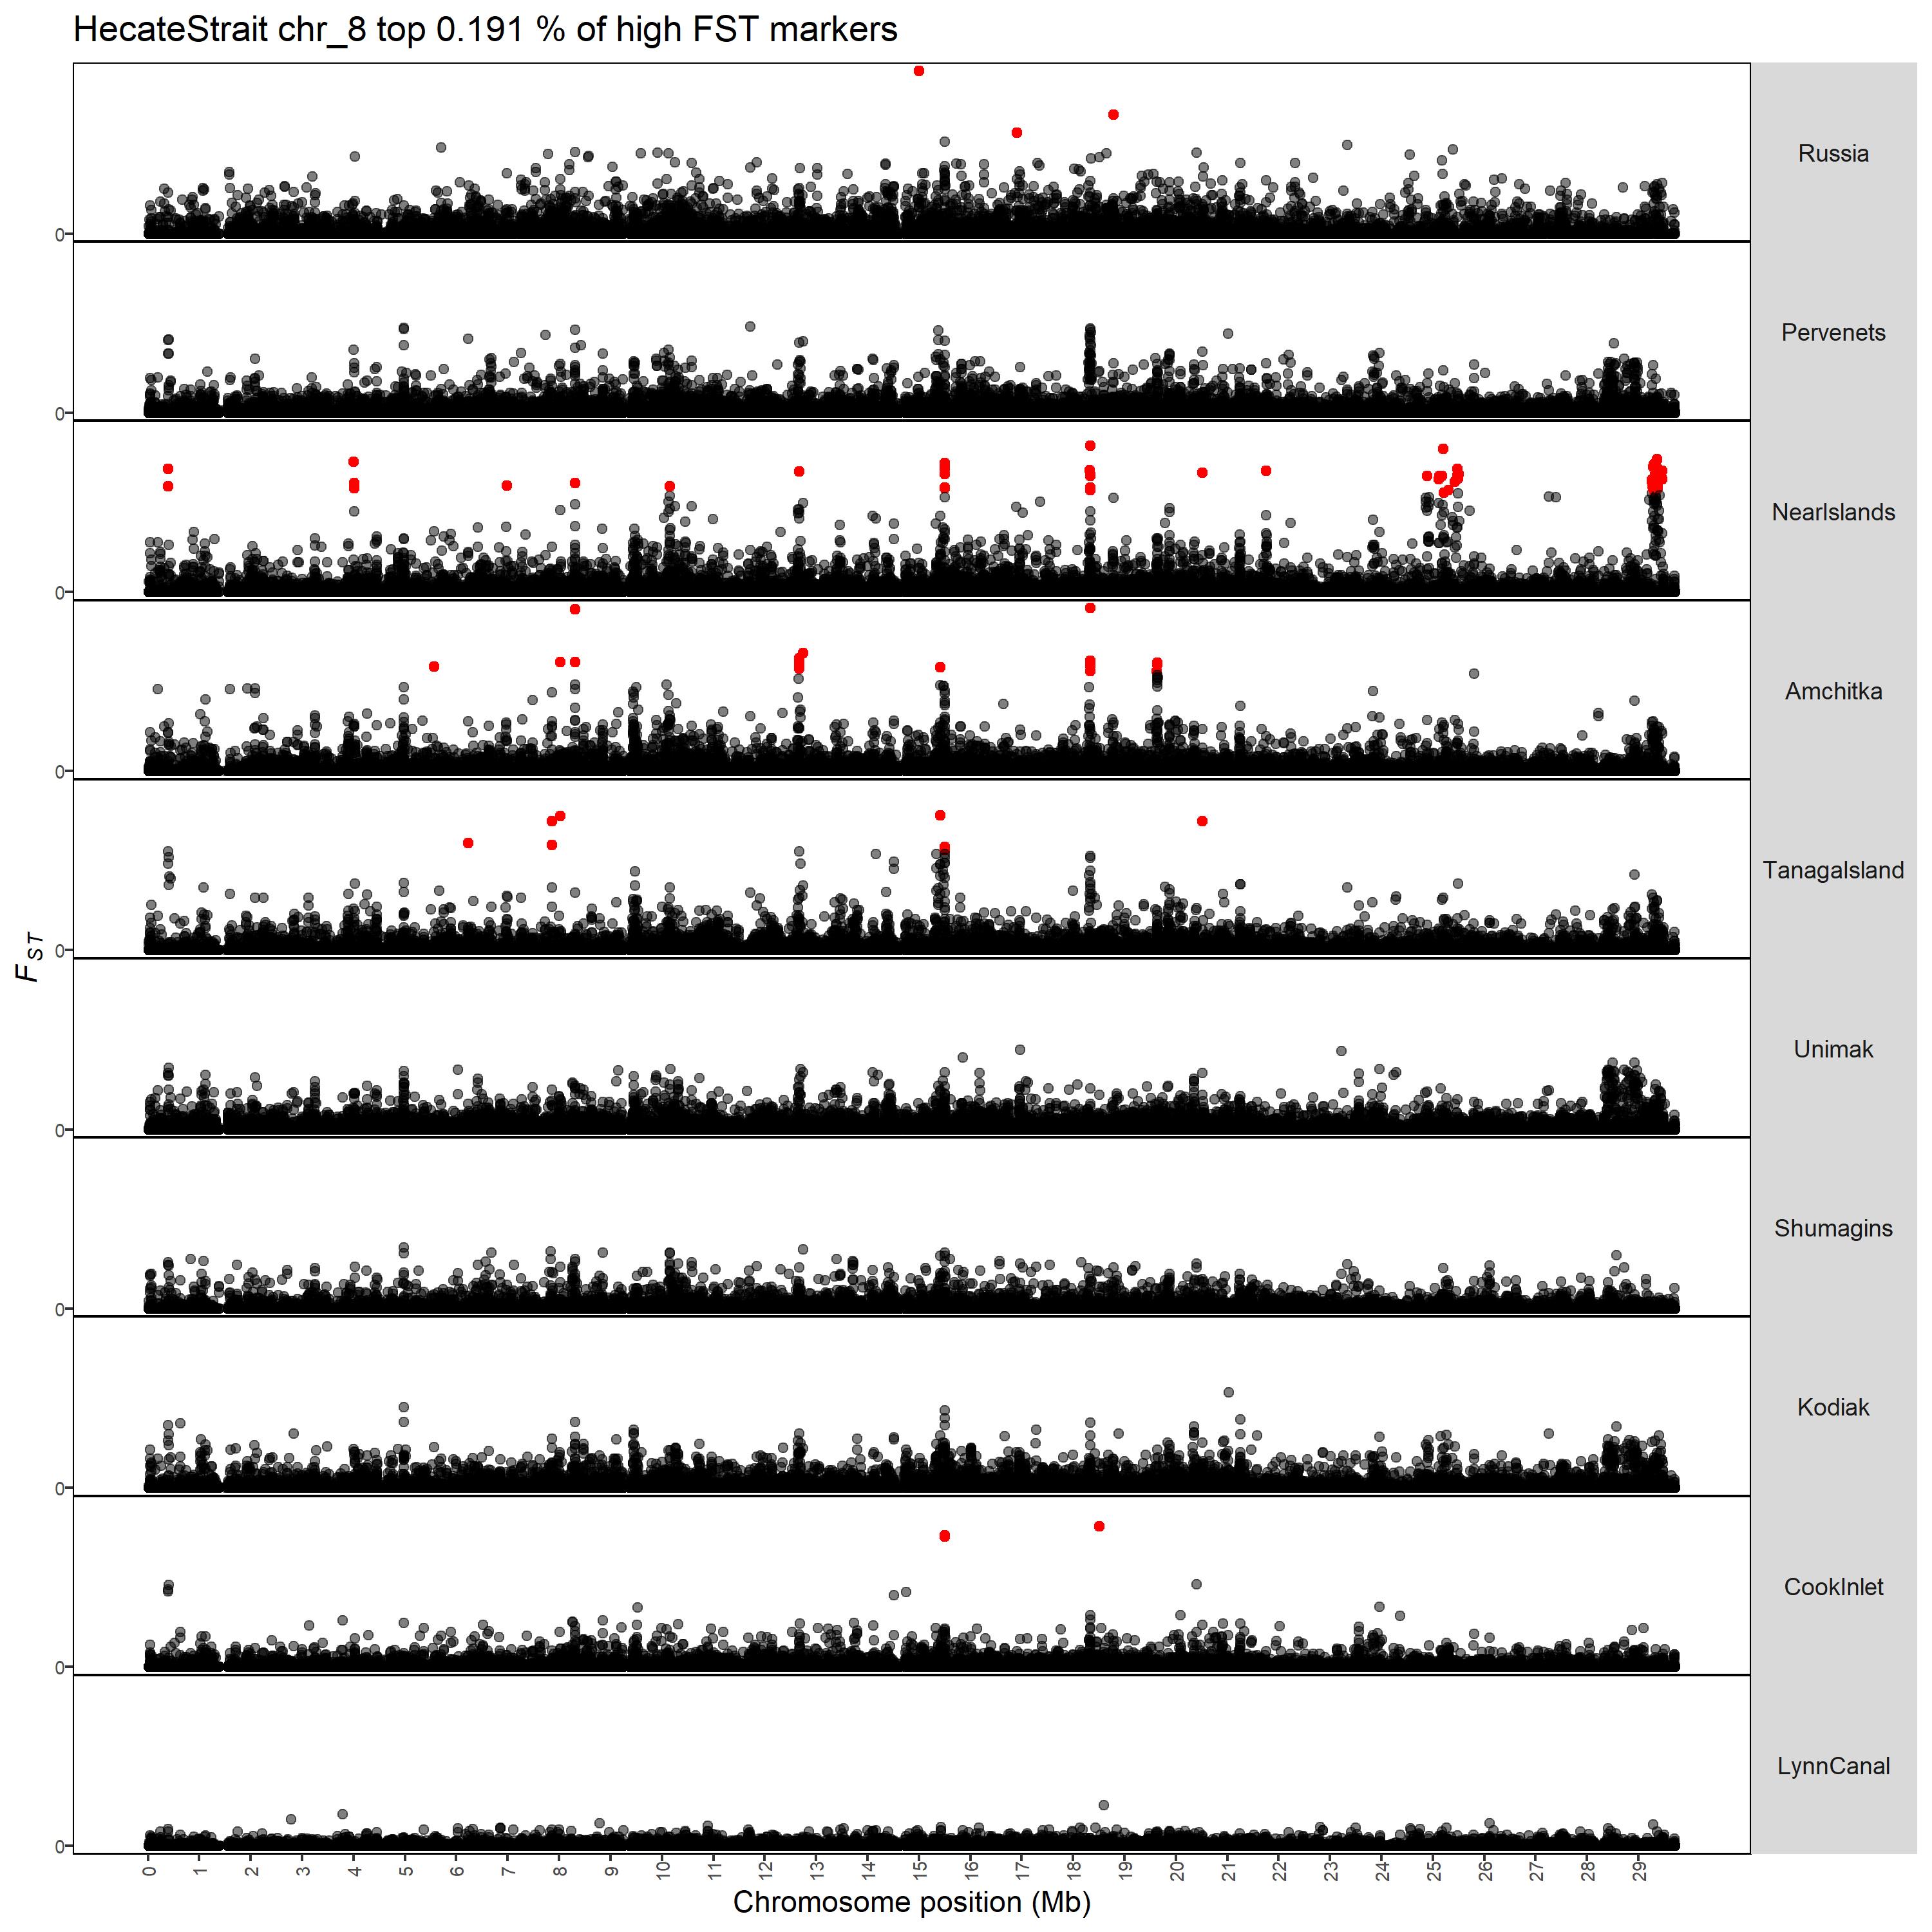 HecateStrait chr_8 top 0.191 % of high FST markers
Russia
0
Pervenets
0
NearIslands
0
Amchitka
0
TanagaIsland
0
Unimak
0
Shumagins
0
Kodiak
0
CookInlet
0
LynnCanal
0
FST
0 1 2 3 4 5 6 7 8 9 10 11 12 13 14 15 16 17 18 19 20 21 22 23 24 25 26 27 28 29
Chromosome position (Mb)